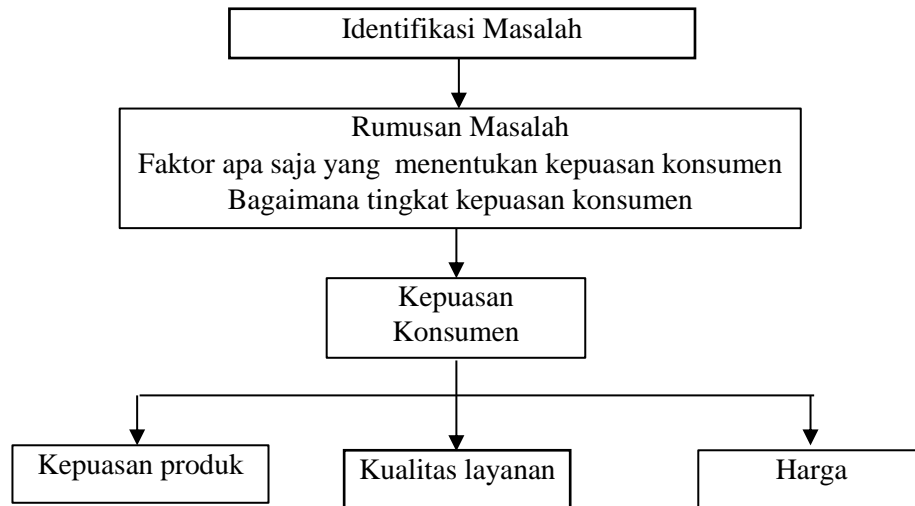 Identifikasi Masalah
Rumusan Masalah
Faktor apa saja yang menentukan kepuasan konsumen
Bagaimana tingkat kepuasan konsumen
Kepuasan
Konsumen
Kepuasan produk
Kualitas layanan
Harga